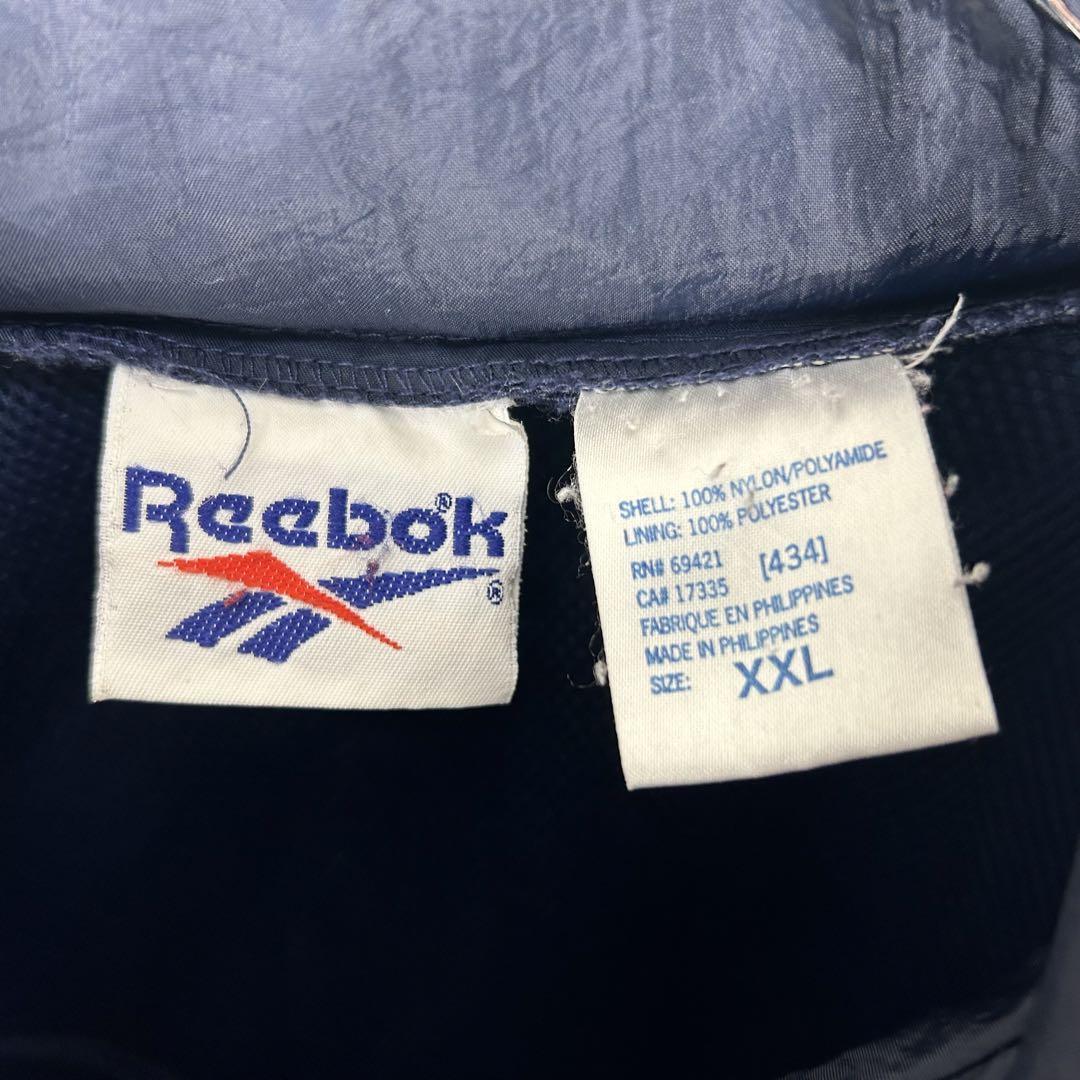 Reebok®
®
SHELL: 100% NYLON/POLYAMIDE
LINING: 100% POLYESTER
RN# 69421 [434]
CA# 17335
FABRIQUE EN PHILIPPINES
MADE IN PHILIPPINES
SIZE: XXL